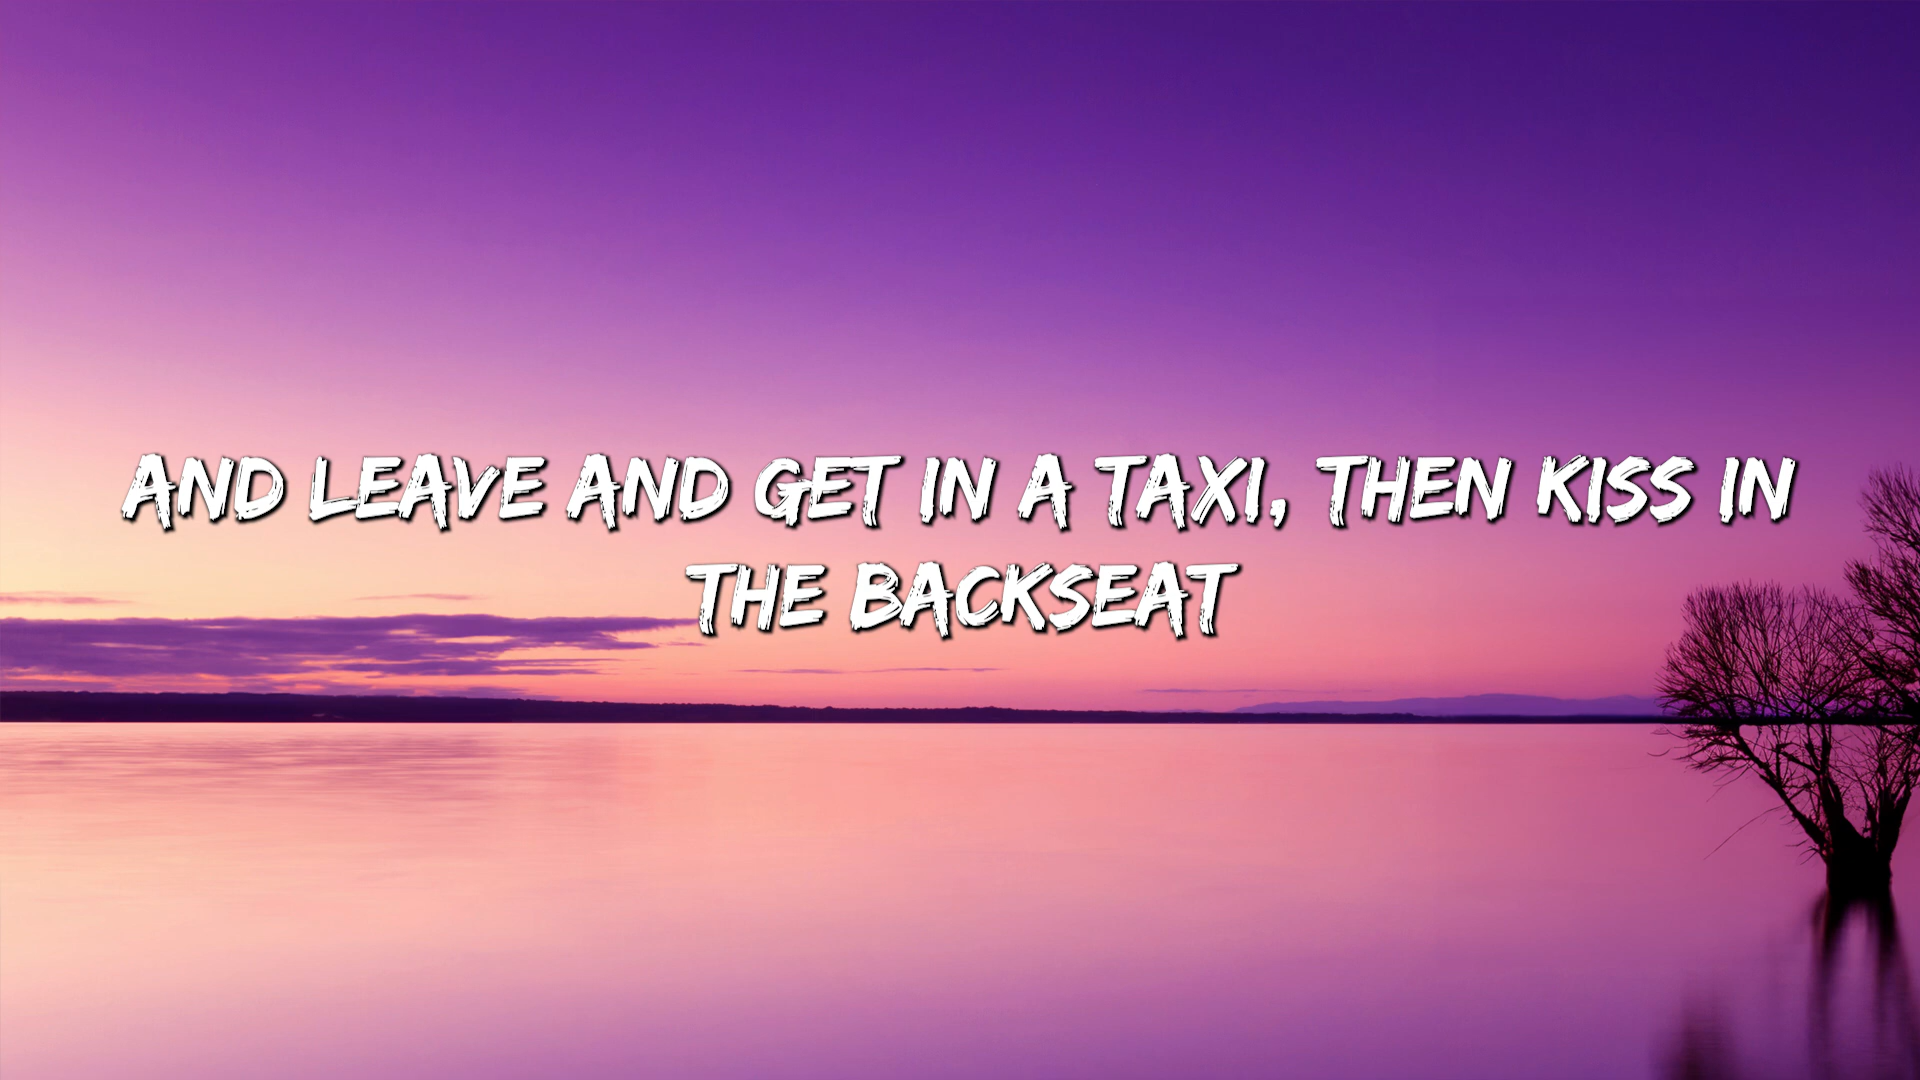 AND LEAVE AND GET IN A TAXI, THEN KISS IN
THE BACKSEAT